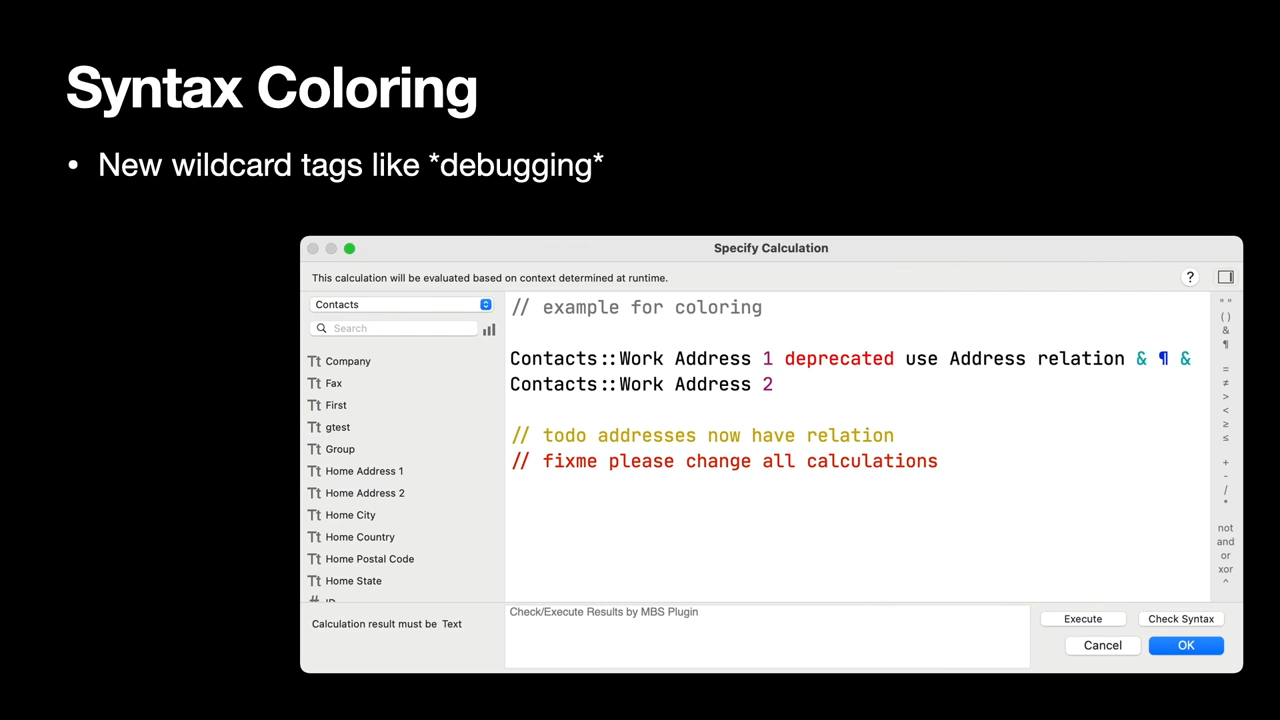 Syntax Coloring
• New wildcard tags like *debugging*
Specify Calculation
This calculation will be evaluated based on context determined at runtime.
?
Contacts
Search
Company
Fax
First
gtest
Group
Home Address 1
Home Address 2
Home City
Home Country
Home Postal Code
Home State
// example for coloring
Contacts::Work Address 1 deprecated use Address relation & ¶ &
Contacts::Work Address 2
// todo addresses now have relation
// fixme please change all calculations
" "
( )
&
¶
=
≠
>
<
≥
≤
+
-
/
*
not
and
or
xor
^
Calculation result must be Text
Check/Execute Results by MBS Plugin
Execute
Check Syntax
Cancel
OK